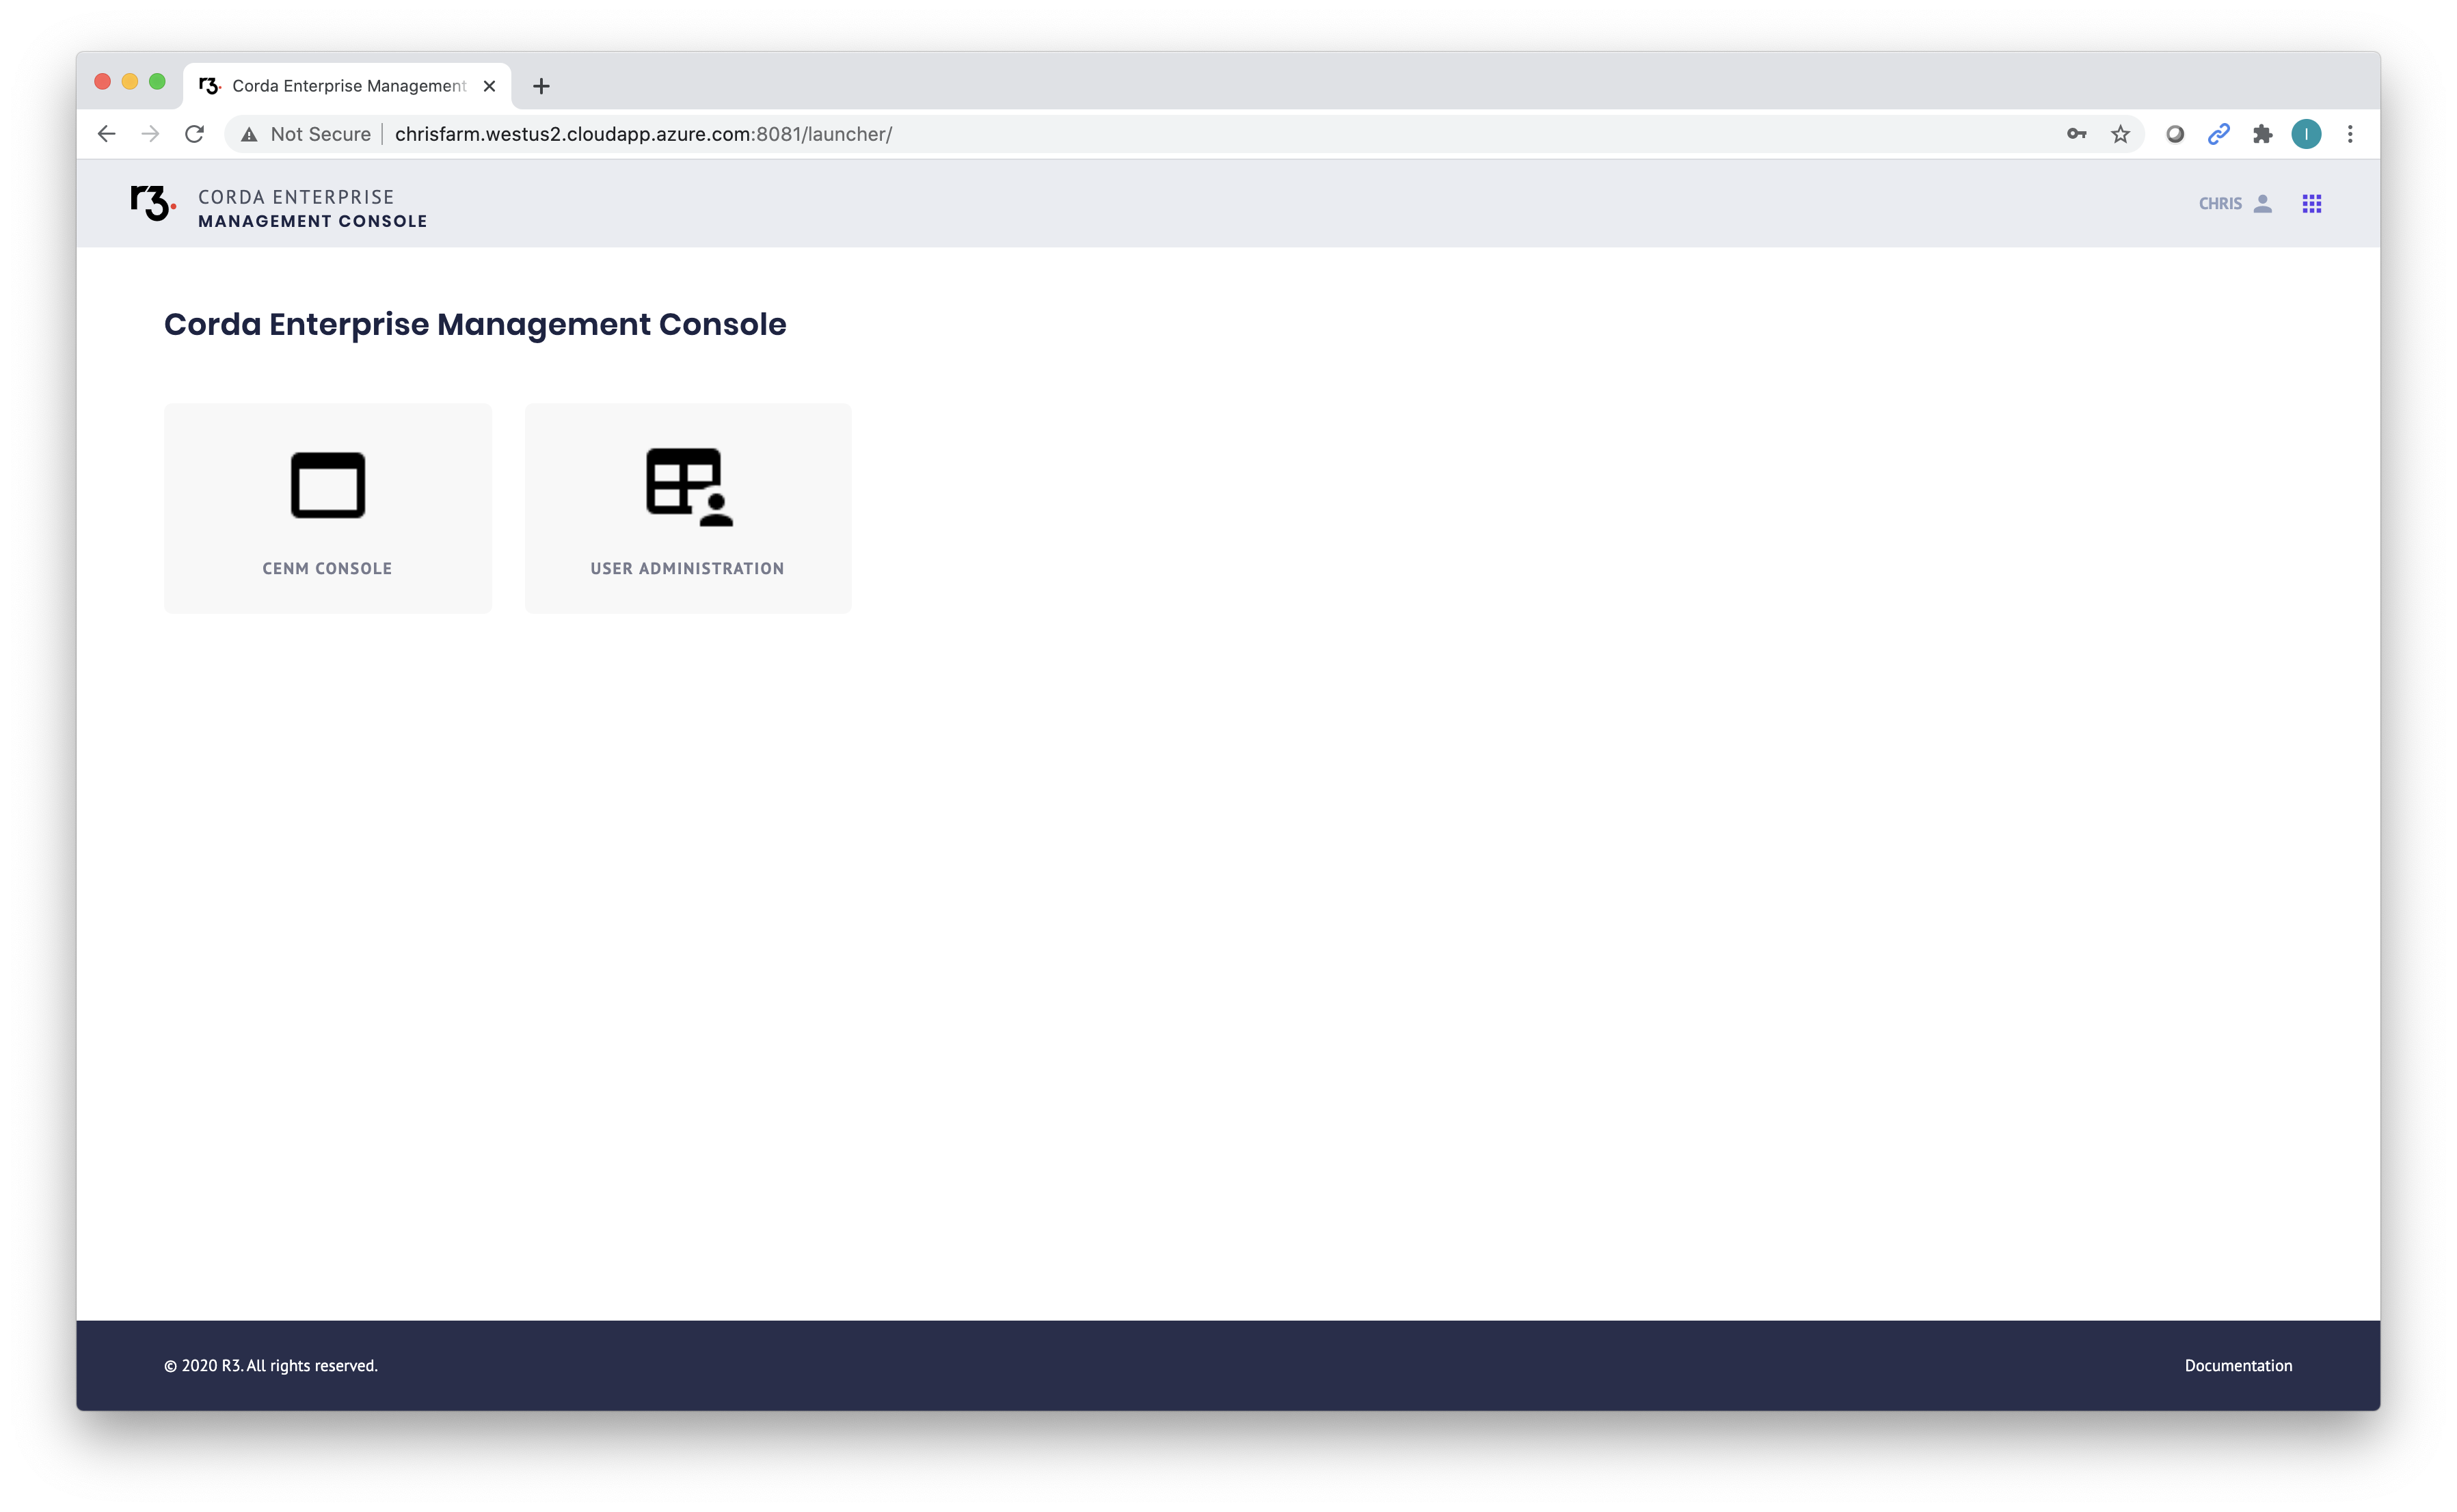 r3. Corda Enterprise Management
Not Secure chrisfarm.westus2.cloudapp.azure.com:8081/launcher/
I
r3.
CORDA ENTERPRISE
MANAGEMENT CONSOLE
CHRIS
Corda Enterprise Management Console
CENM CONSOLE
USER ADMINISTRATION
© 2020 R3. All rights reserved.
Documentation